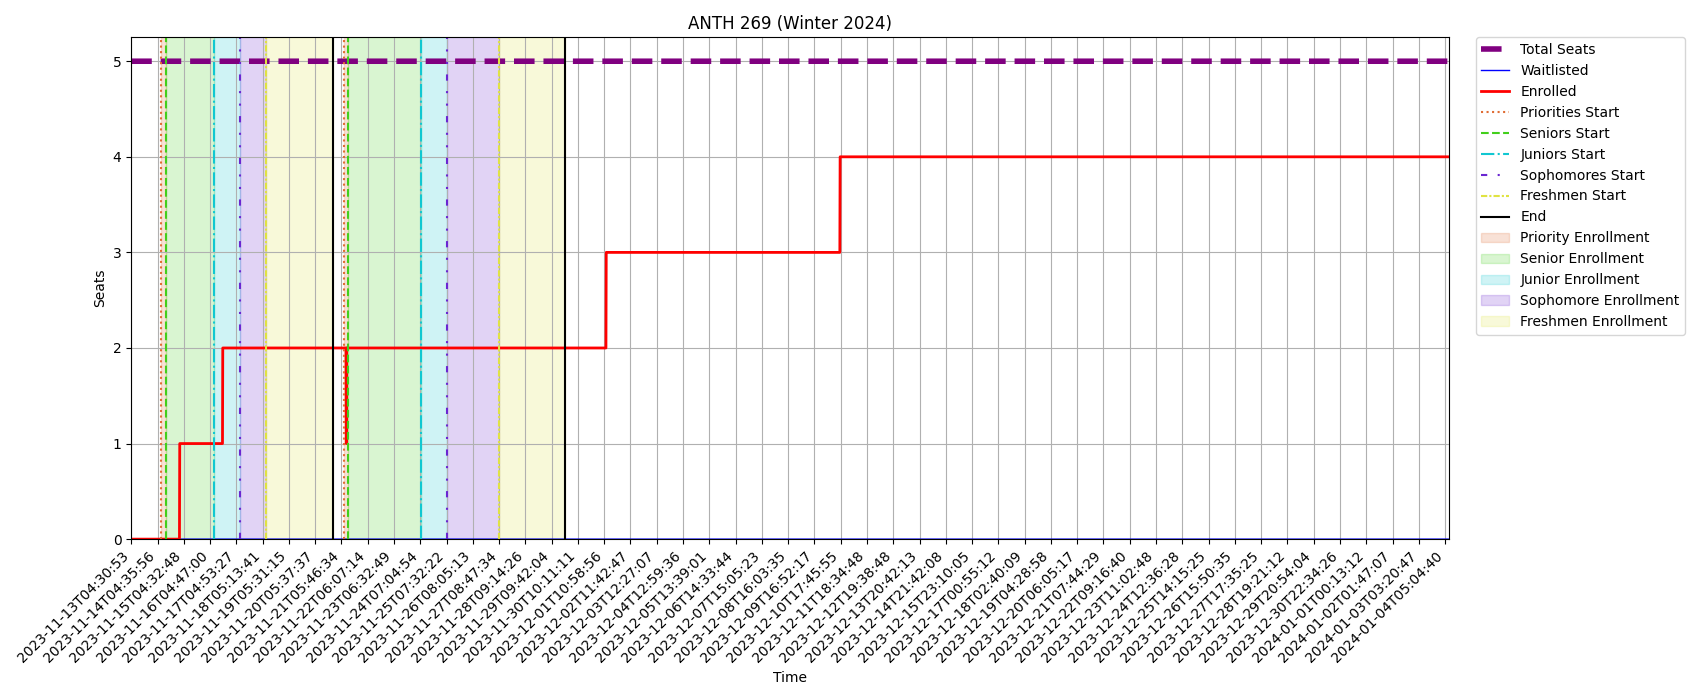 ANTH 269 (Winter 2024)
5
4
3
2
1
0
Seats
2023-11-13T04:30:53
2023-11-14T04:35:56
2023-11-15T04:32:48
2023-11-16T04:47:00
2023-11-17T04:53:27
2023-11-18T05:13:41
2023-11-19T05:31:15
2023-11-20T05:37:37
2023-11-21T05:46:34
2023-11-22T06:07:14
2023-11-23T06:32:49
2023-11-24T07:04:54
2023-11-25T07:32:22
2023-11-26T08:05:13
2023-11-27T08:47:34
2023-11-28T09:14:26
2023-11-29T09:42:04
2023-11-30T10:11:11
2023-12-01T10:58:56
2023-12-02T11:42:47
2023-12-03T12:27:07
2023-12-04T12:59:36
2023-12-05T13:39:01
2023-12-06T14:33:44
2023-12-07T15:05:23
2023-12-08T16:03:35
2023-12-09T16:52:17
2023-12-10T17:45:55
2023-12-11T18:34:48
2023-12-12T19:38:48
2023-12-13T20:42:13
2023-12-14T21:42:08
2023-12-15T23:10:05
2023-12-17T00:55:12
2023-12-18T02:40:09
2023-12-19T04:28:58
2023-12-20T06:05:17
2023-12-21T07:44:29
2023-12-22T09:16:40
2023-12-23T11:02:48
2023-12-24T12:36:28
2023-12-25T14:15:25
2023-12-26T15:50:35
2023-12-27T17:35:25
2023-12-28T19:21:12
2023-12-29T20:54:04
2023-12-30T22:34:26
2024-01-01T00:13:12
2024-01-02T01:47:07
2024-01-03T03:20:47
2024-01-04T05:04:40
Time
Total Seats
Waitlisted
Enrolled
Priorities Start
Seniors Start
Juniors Start
Sophomores Start
Freshmen Start
End
Priority Enrollment
Senior Enrollment
Junior Enrollment
Sophomore Enrollment
Freshmen Enrollment